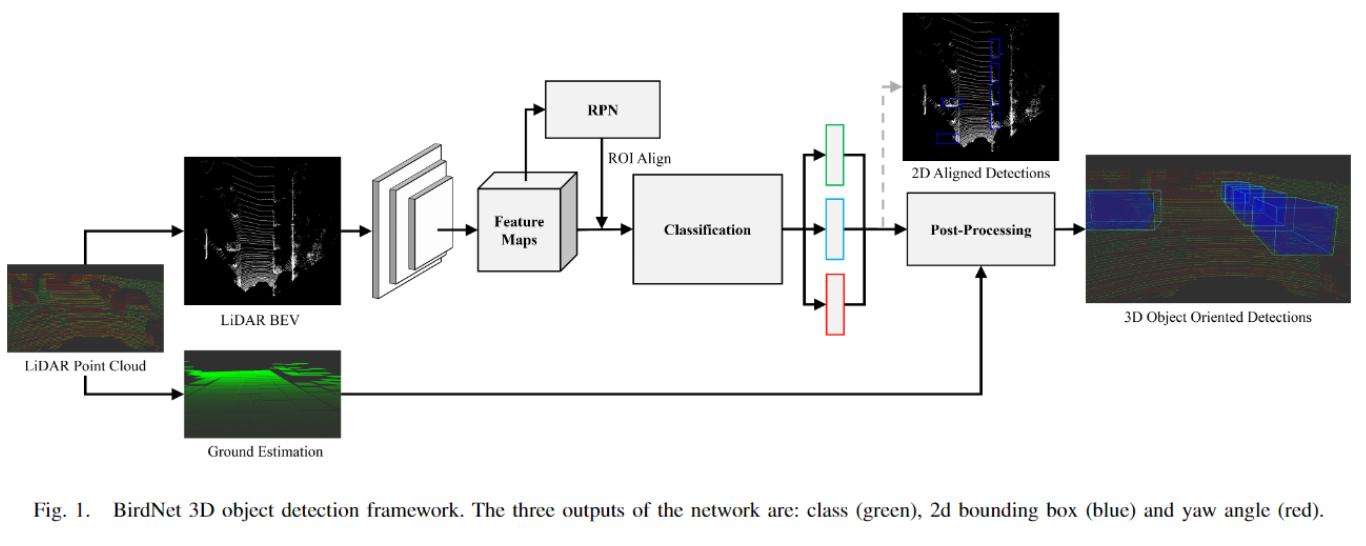 RPN
ROI Align
2D Aligned Detections
Feature
Maps
Classification
Post-Processing
LiDAR BEV
3D Object Oriented Detections
LiDAR Point Cloud
Ground Estimation
Fig. 1. BirdNet 3D object detection framework. The three outputs of the network are: class (green), 2d bounding box (blue) and yaw angle (red).